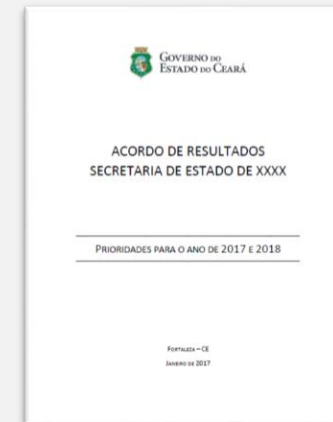 GOVERNO DO
ESTADO DO CEARÁ
ACORDO DE RESULTADOS
SECRETARIA DE ESTADO DE XXXX
PRIORIDADES PARA O ANO DE 2017 E 2018
FORTALEZA – CE
JANEIRO DE 2017